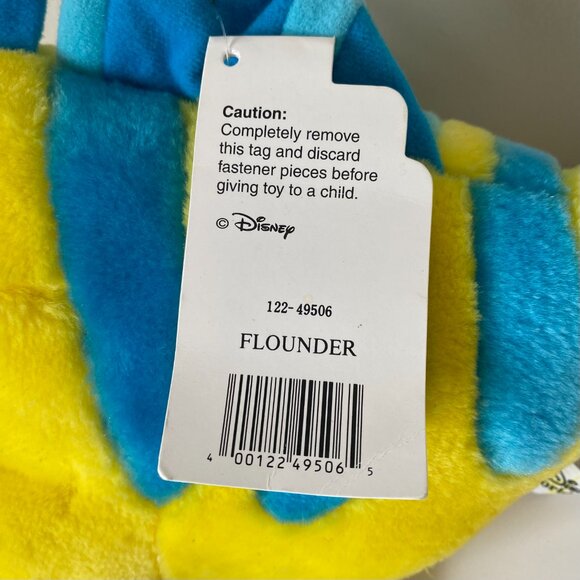 Caution:
Completely remove
this tag and discard
fastener pieces before
giving toy to a child.
© Disney
122-49506
FLOUNDER
4 00122 49506 5